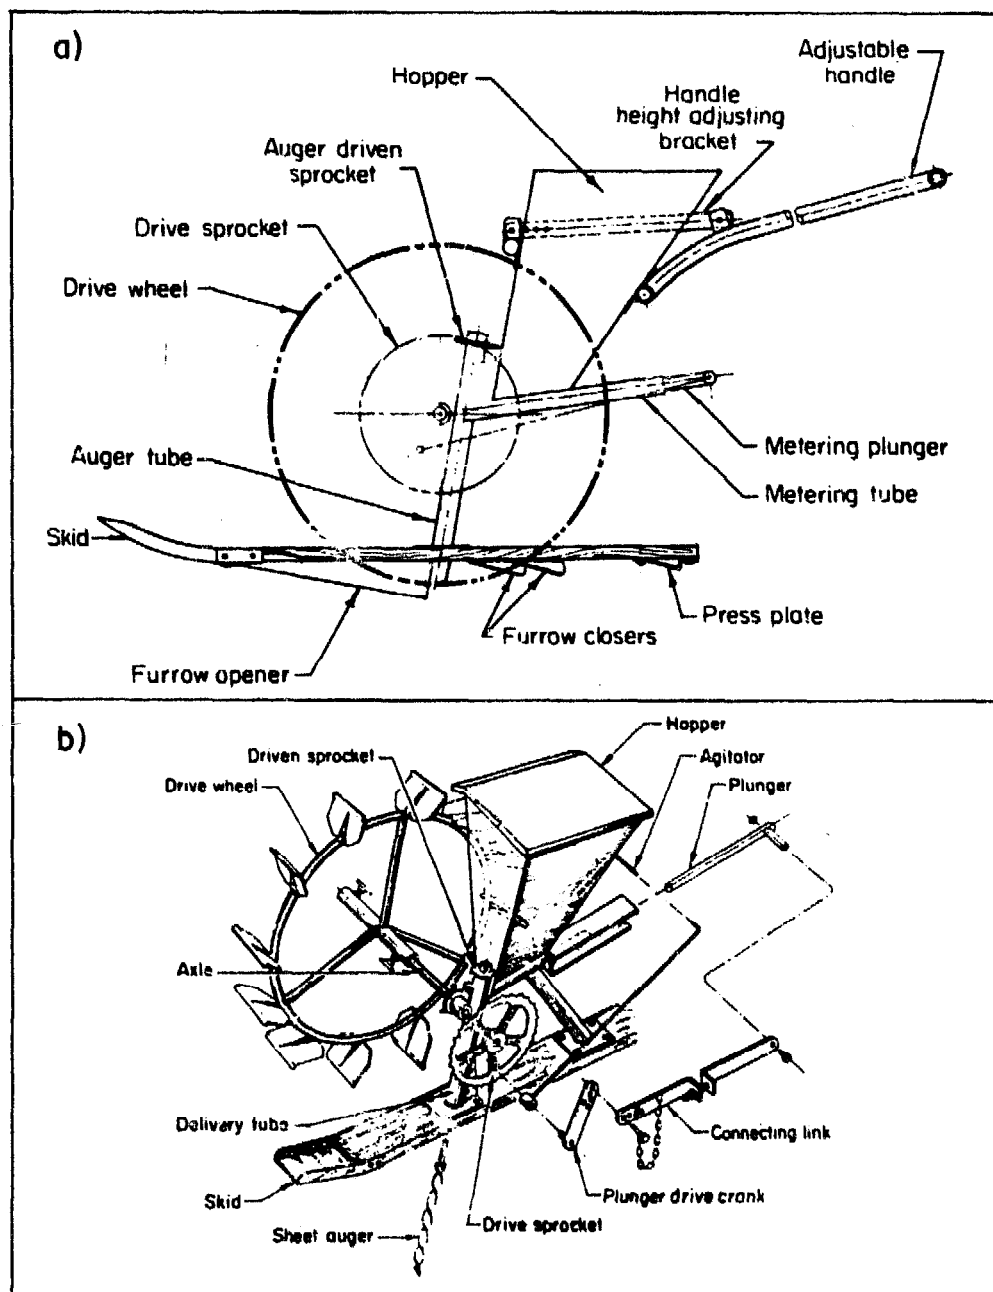 a)
Adjustable
handle
Hopper
Handle
height adjusting
bracket
Auger driven
sprocket
Drive sprocket
Drive wheel
Auger tube
Metering plunger
Metering tube
Skid
Press plate
Furrow closers
Furrow opener
b)
Hopper
Driven sprocket
Agitator
Drive wheel
Plunger
Axle
Delivery tube
Connecting link
Skid
Plunger drive crank
Sheet auger
Drive sprocket